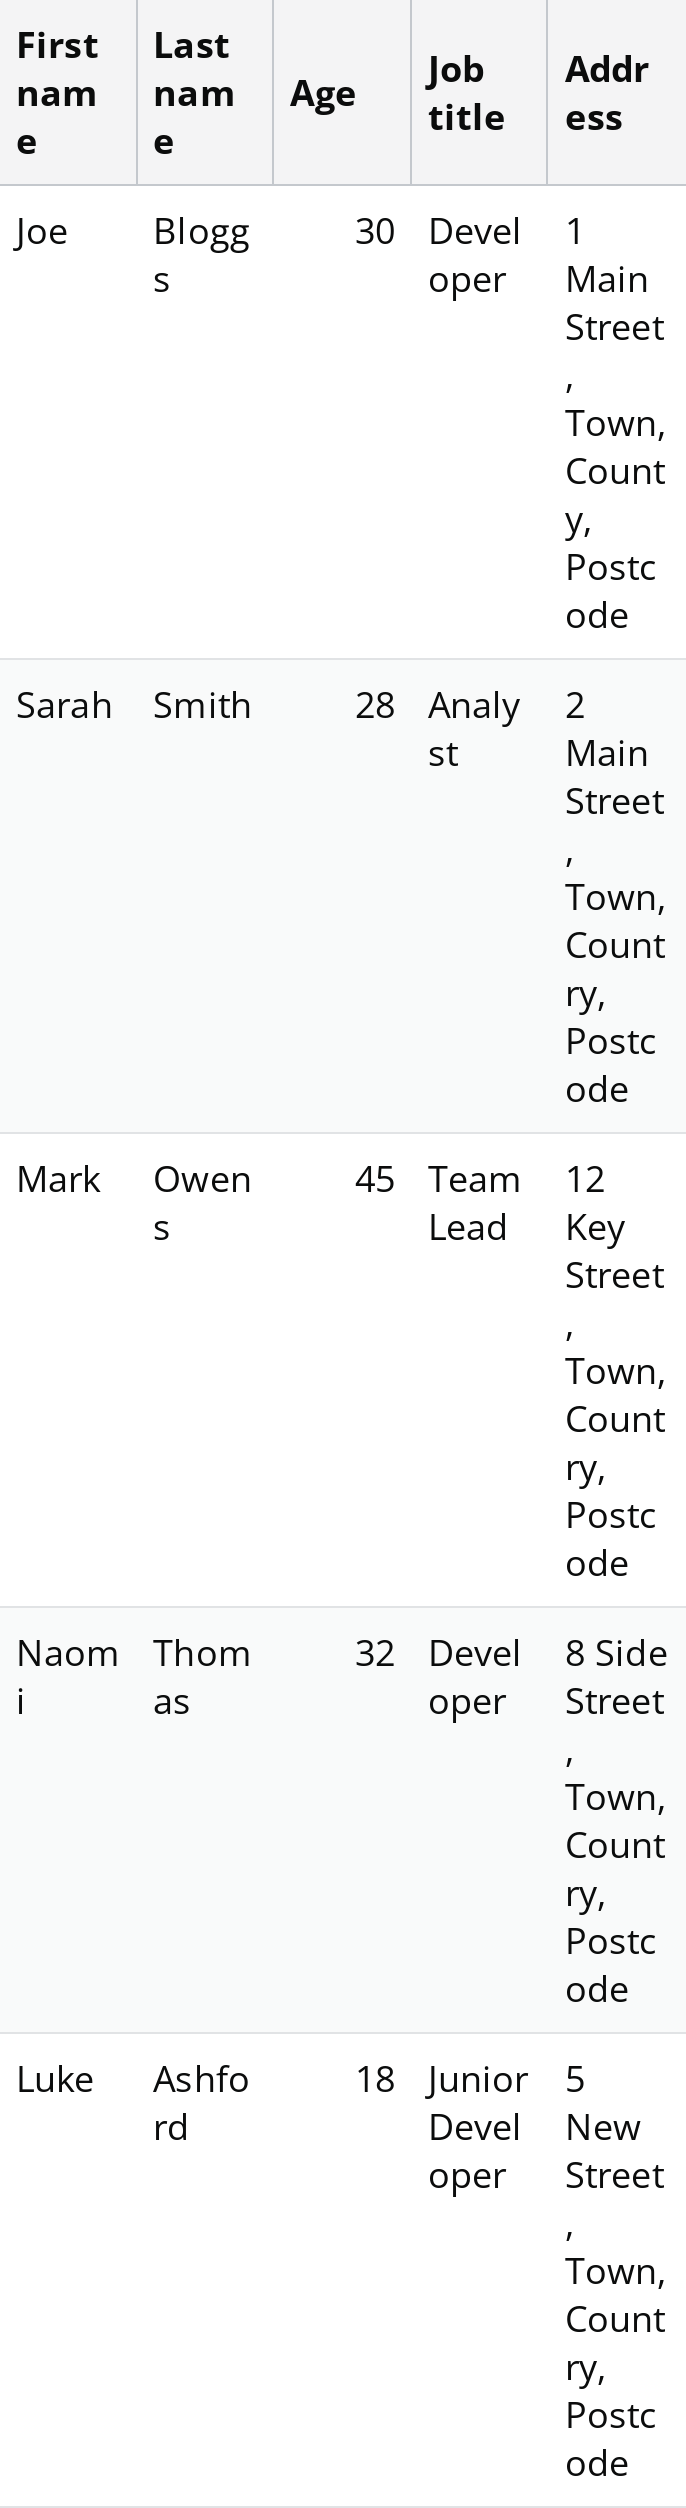 First name Last name Age Job title Address
Joe Bloggs 30 Developer 1 Main Street, Town, County, Postcode
Sarah Smith 28 Analyst 2 Main Street, Town, Country, Postcode
Mark Owens 45 Team Lead 12 Key Street, Town, Country, Postcode
Naomi Thomas 32 Developer 8 Side Street, Town, Country, Postcode
Luke Ashford 18 Junior Developer 5 New Street, Town, Country, Postcode